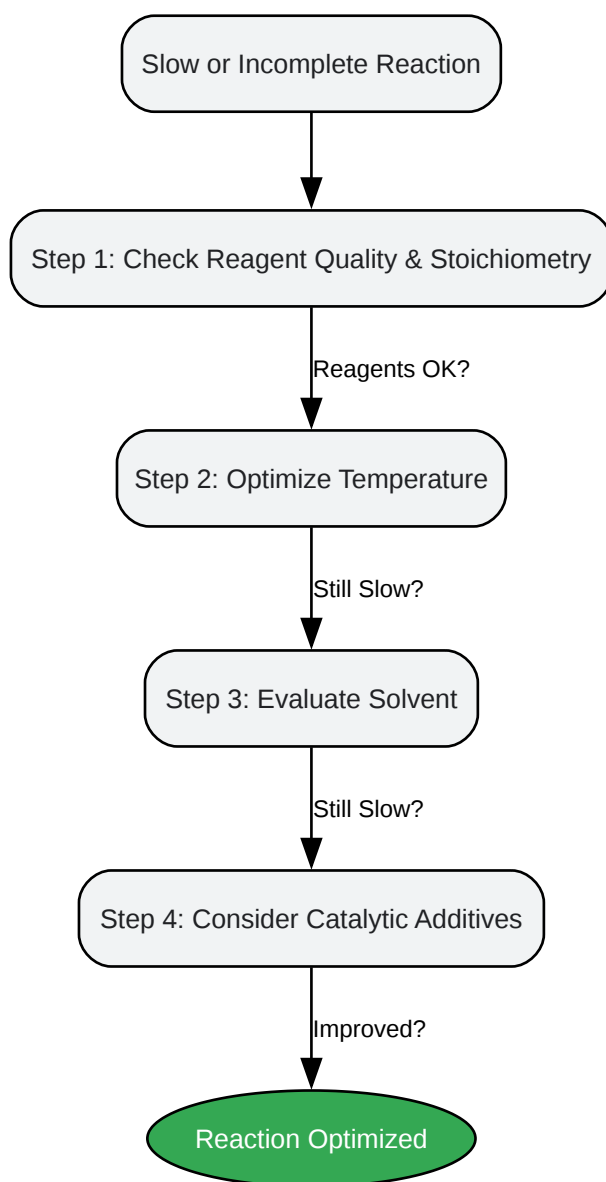 Slow or Incomplete Reaction
Step 1: Check Reagent Quality & Stoichiometry
Reagents OK?
Step 2: Optimize Temperature
Still Slow?
Step 3: Evaluate Solvent
Still Slow?
Step 4: Consider Catalytic Additives
Improved?
Reaction Optimized